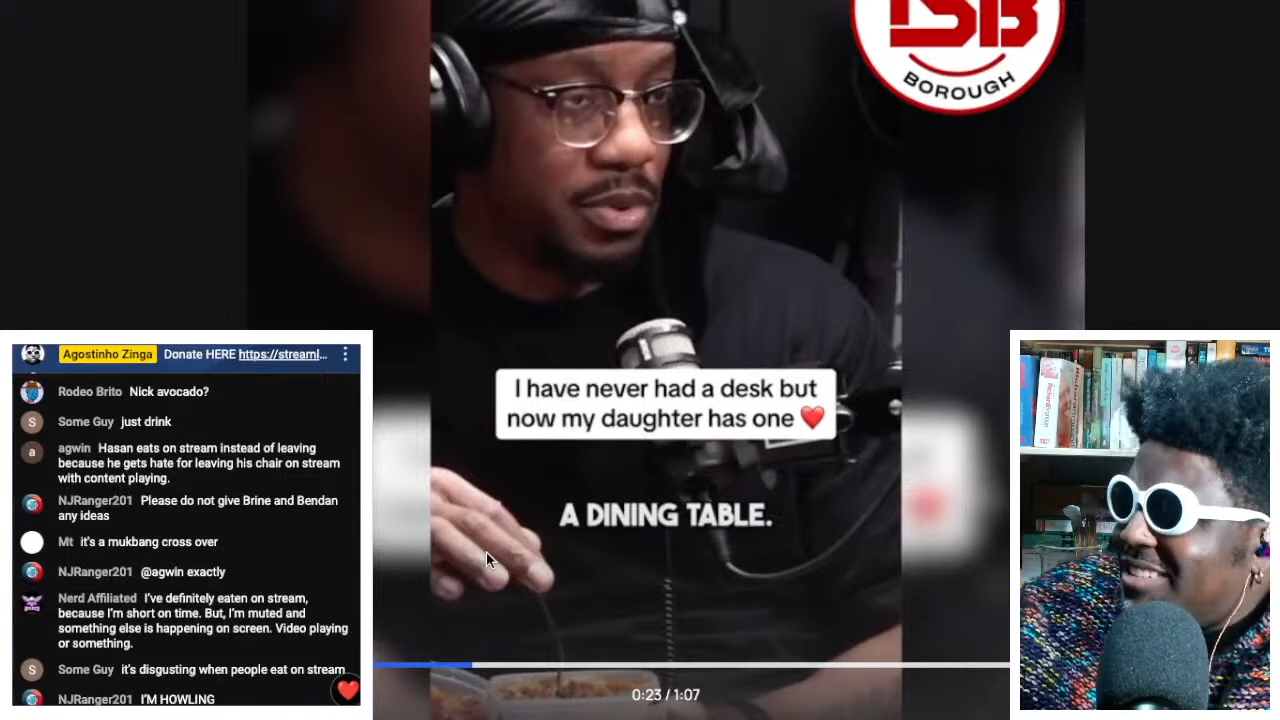 ISB
BOROUGH
I have never had a desk but
now my daughter has one ❤️
A DINING TABLE.
0:23 / 1:07
Agostinho Zinga Donate HERE https://streaml...
Rodeo Brito Nick avocado?
S Some Guy just drink
a agwin Hasan eats on stream instead of leaving
because he gets hate for leaving his chair on stream
with content playing.
NJRanger201 Please do not give Brine and Bendan
any ideas
Mt it's a mukbang cross over
NJRanger201 @agwin exactly
Nerd Affiliated I've definitely eaten on stream,
because I'm short on time. But, I'm muted and
something else is happening on screen. Video playing
or something.
S Some Guy it's disgusting when people eat on stream
NJRanger201 I'M HOWLING